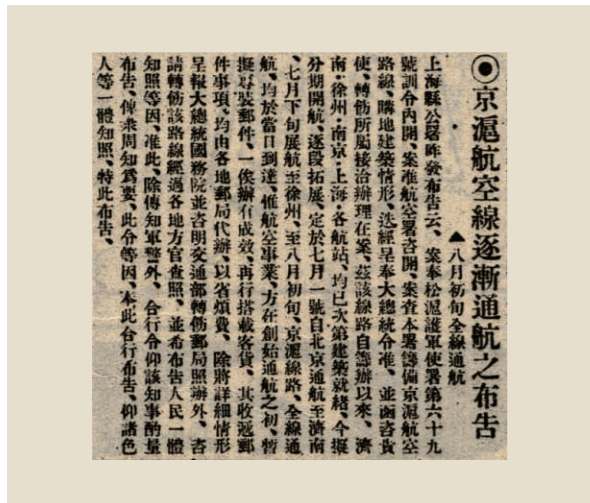 ◉京滬航空線逐漸通航之布告
▲八月初旬全線通航
上海縣公署昨發布告云、案奉松滬護軍使署第六十九
號訓令內開、案准航空署咨開、案查本署籌備京滬航空
路線、購地建築情形、迭經呈奉大總統令准、並函咨貴
使、轉飭所屬接洽辦理在案、茲該線路自籌辦以來、濟
南·徐州·南京·上海·各航站、均已次第建築就緒、今擬
分期開航、逐段拓展、定於七月一號自北京通航至濟南
、七月下旬展航至徐州、至八月初旬、京滬線路、全線通
航、均於當日到達、惟航空事業、方在創始通航之初、暫
擬專裝郵件、一俟辦有成效、再行搭載客貨、其收遞郵
件事項、均由各地郵局代辦、以省煩費、除將詳細情形
呈報大總統國務院並咨明交通部轉飭郵局照辦外、咨
請轉飭該路線經過各地方官查照、並希布告人民一體
知照等因、准此、除傳知軍警外、合行令仰該知事酌量
布告、俾衆周知爲要、此令等因、奉此合行布告、仰諸色
人等一體知照、特此布告、